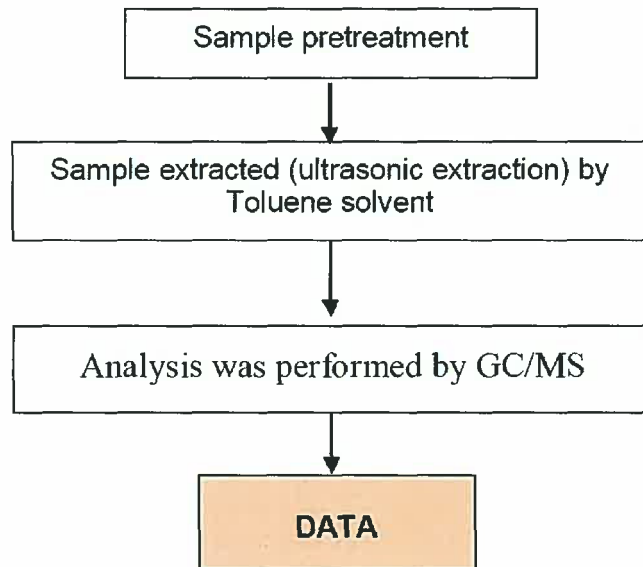 Sample pretreatment
Sample extracted (ultrasonic extraction) by
Toluene solvent
Analysis was performed by GC/MS
DATA